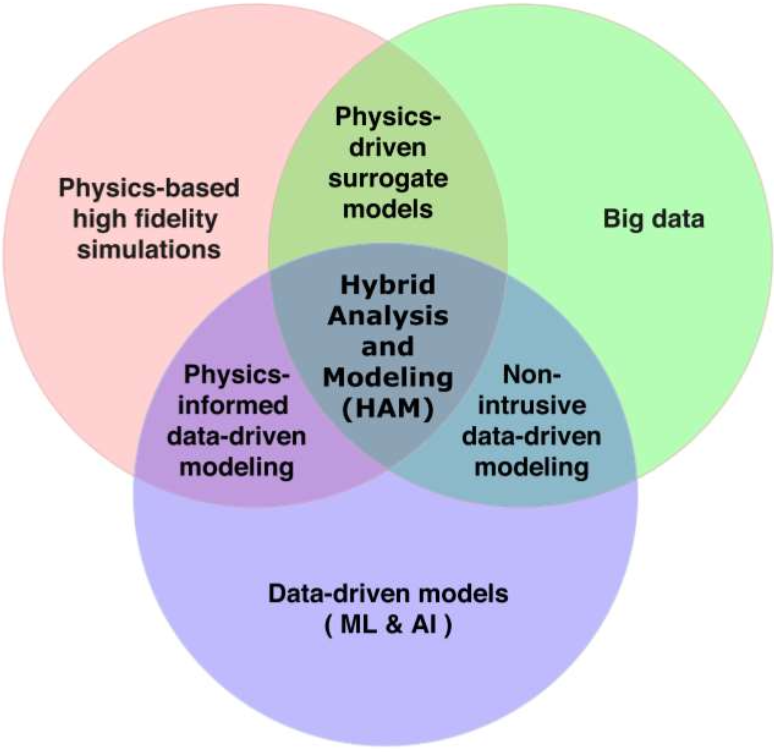 Physics-
driven
surrogate
models
Physics-based
high fidelity
simulations
Big data
Hybrid
Analysis
and
Modeling
(HAM)
Physics-
informed
data-driven
modeling
Non-
intrusive
data-driven
modeling
Data-driven models
( ML & AI )